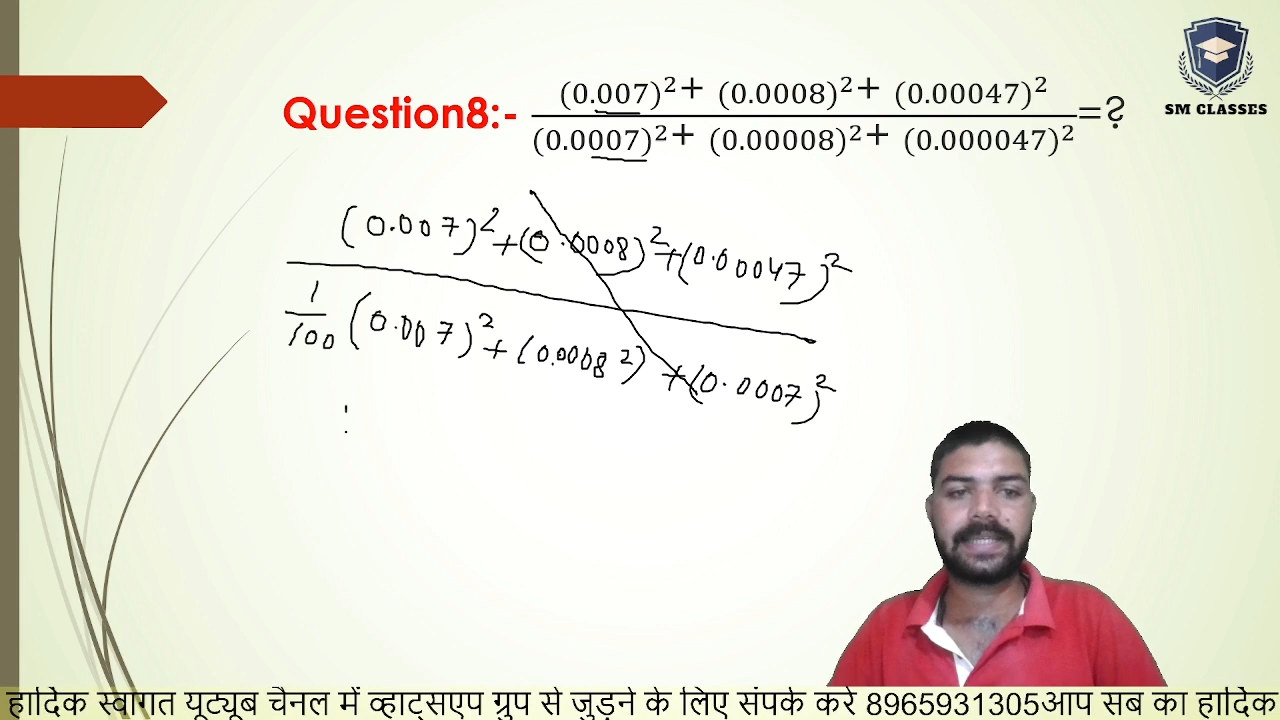 SM CLASSES
Question8:- (0.007)²+ (0.0008)²+ (0.00047)²
(0.0007)²+ (0.00008)²+ (0.000047)² =?
(0.007)²+(0.0008)²+(0.00047)²
1
100 (0.007)²+(0.0008²)+(0.0007)²
हार्दिक स्वागत यूट्यूब चैनल में व्हाट्सएप ग्रुप से जुड़ने के लिए संपर्क करें 8965931305आप सब का हार्दिक